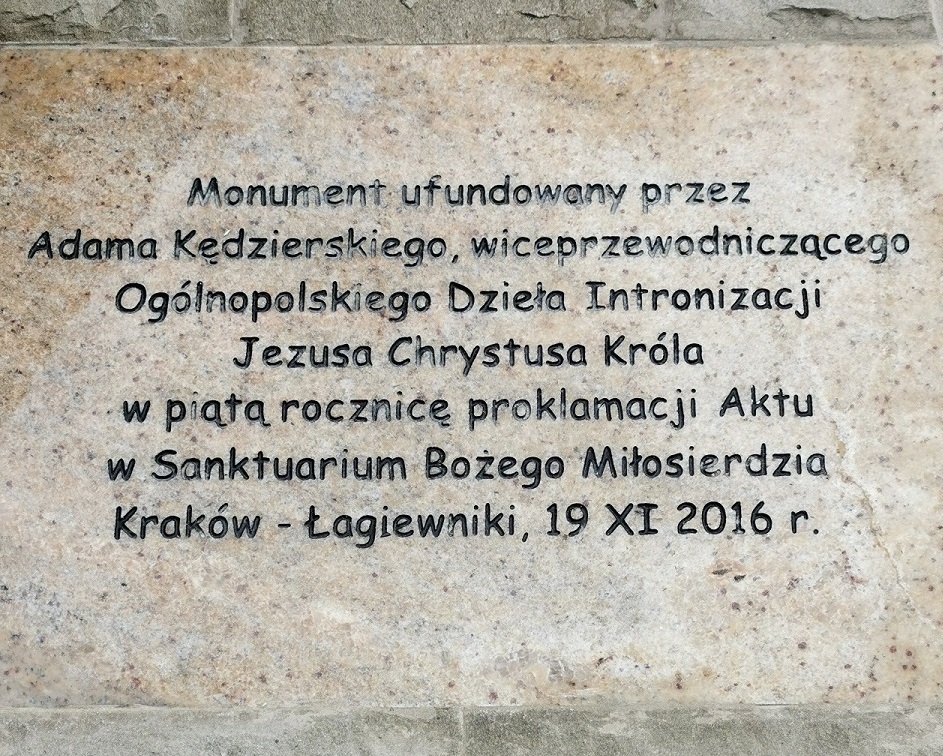 Monument ufundowany przez
Adama Kędzierskiego, wiceprzewodniczącego
Ogólnopolskiego Dzieła Intronizacji
Jezusa Chrystusa Króla
w piątą rocznicę proklamacji Aktu
w Sanktuarium Bożego Miłosierdzia
Kraków - Łagiewniki, 19 XI 2016 r.